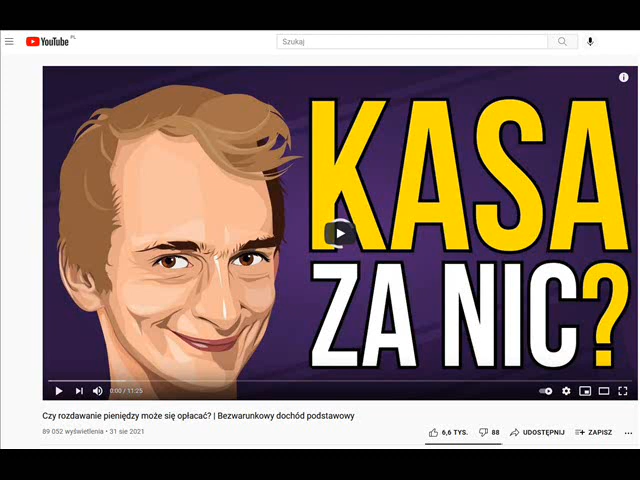 YouTube PL
Szukaj
KASA
ZA NIC?
0:00 / 11:25
Czy rozdawanie pieniędzy może się opłacać? | Bezwarunkowy dochód podstawowy
89 052 wyświetlenia • 31 sie 2021
6,6 TYS. 88 UDOSTĘPNIJ ZAPISZ